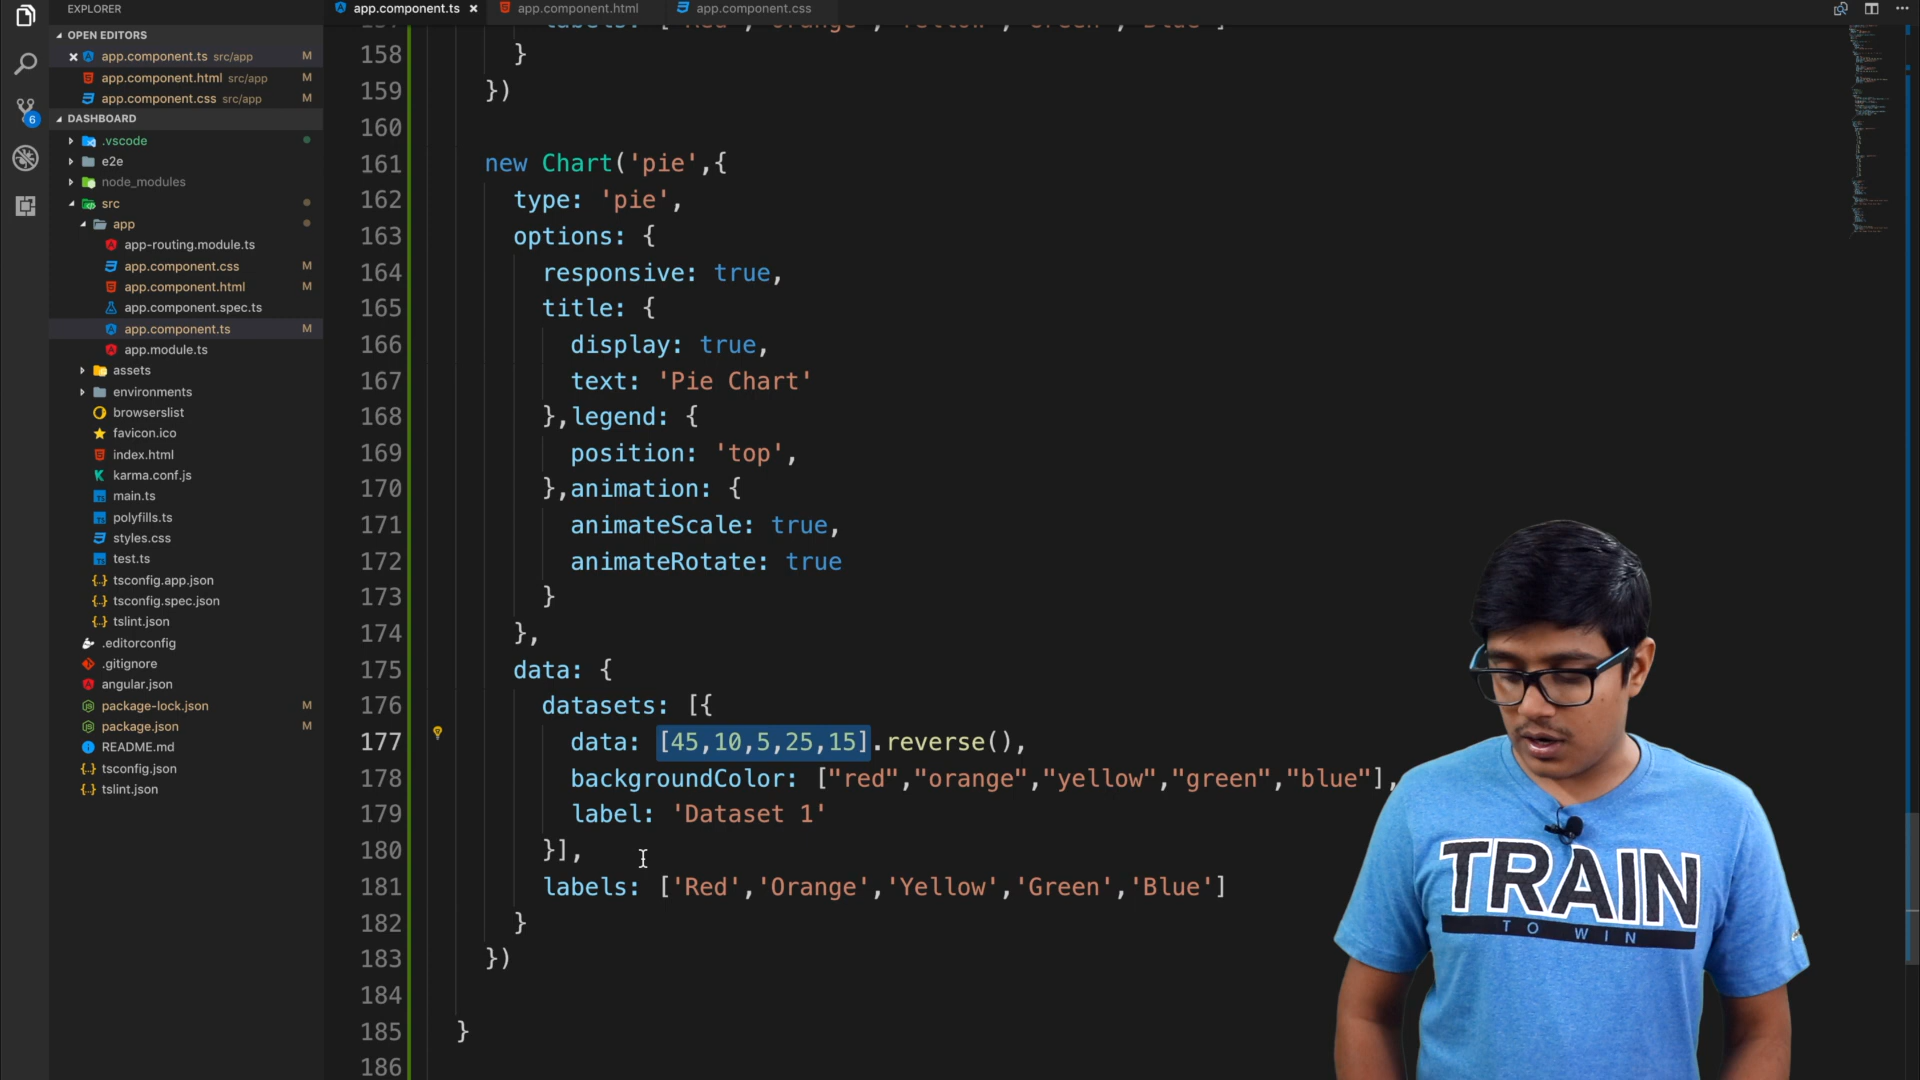 EXPLORER
OPEN EDITORS
app.component.ts src/app M
app.component.html src/app M
app.component.css src/app M
DASHBOARD
.vscode
e2e
node_modules
src
app
app-routing.module.ts
app.component.css M
app.component.html M
app.component.spec.ts
app.component.ts M
app.module.ts
assets
environments
browserslist
favicon.ico
index.html
karma.conf.js
main.ts
polyfills.ts
styles.css
test.ts
tsconfig.app.json
tsconfig.spec.json
tslint.json
.editorconfig
.gitignore
angular.json
package-lock.json M
package.json M
README.md
tsconfig.json
tslint.json
6
app.component.ts app.component.html app.component.css
158 }
159 })
160
161 new Chart('pie',{
162 type: 'pie',
163 options: {
164 responsive: true,
165 title: {
166 display: true,
167 text: 'Pie Chart'
168 },legend: {
169 position: 'top',
170 },animation: {
171 animateScale: true,
172 animateRotate: true
173 }
174 },
175 data: {
176 datasets: [{
177 data: [45,10,5,25,15].reverse(),
178 backgroundColor: ["red","orange","yellow","green","blue"],
179 label: 'Dataset 1'
180 }],
181 labels: ['Red','Orange','Yellow','Green','Blue']
182 }
183 })
184
185 }
186
TRAIN
TO WIN